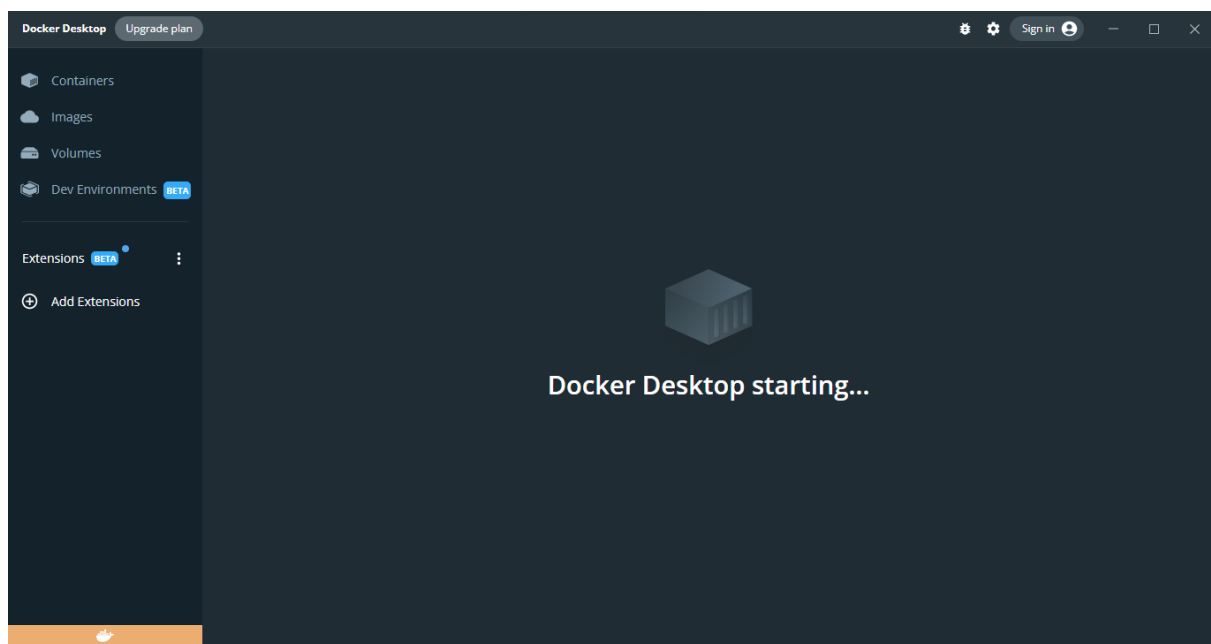 Docker Desktop Upgrade plan Sign in
Containers
Images
Volumes
Dev Environments BETA
Extensions BETA
Add Extensions
Docker Desktop starting...